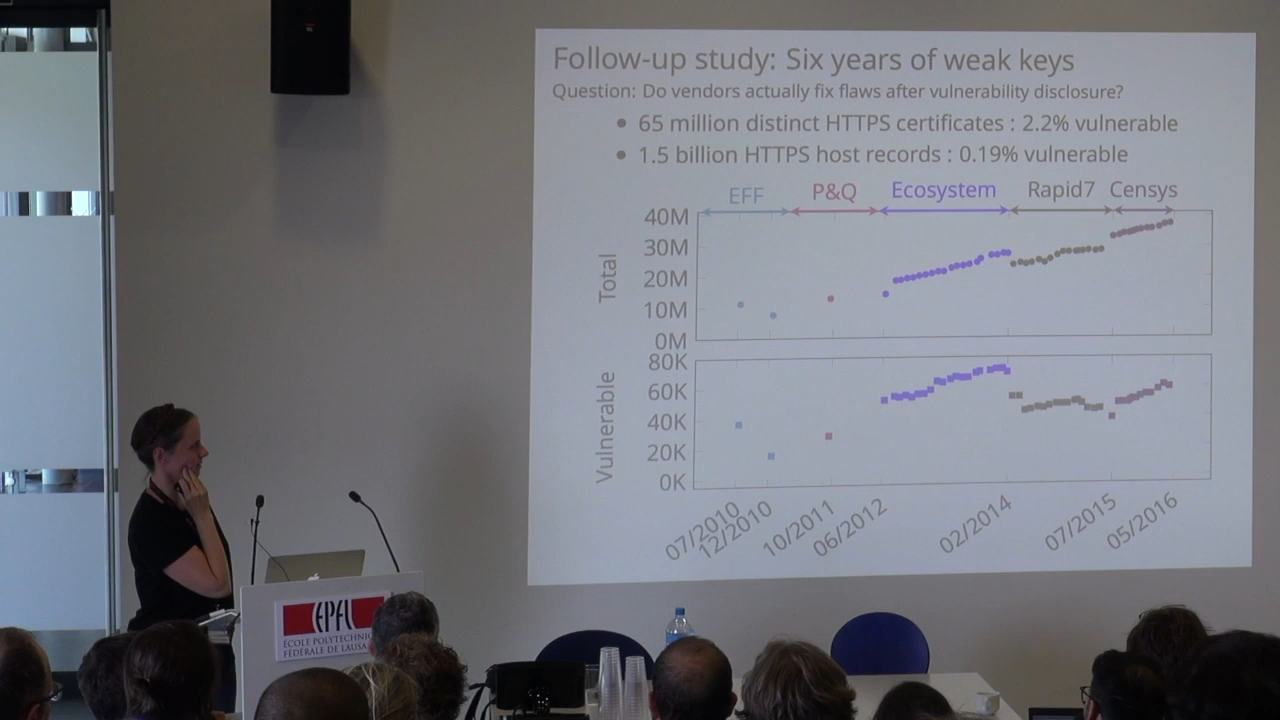 Follow-up study: Six years of weak keys
Question: Do vendors actually fix flaws after vulnerability disclosure?
• 65 million distinct HTTPS certificates : 2.2% vulnerable
• 1.5 billion HTTPS host records : 0.19% vulnerable
EFF P&Q Ecosystem Rapid7 Censys
40M
30M
20M
10M
0M
Total
80K
60K
40K
20K
0K
Vulnerable
07/2010 12/2010 10/2011 06/2012 02/2014 07/2015 05/2016
EPFL
ÉCOLE POLYTECHNIQ
FÉDÉRALE DE LAUSA